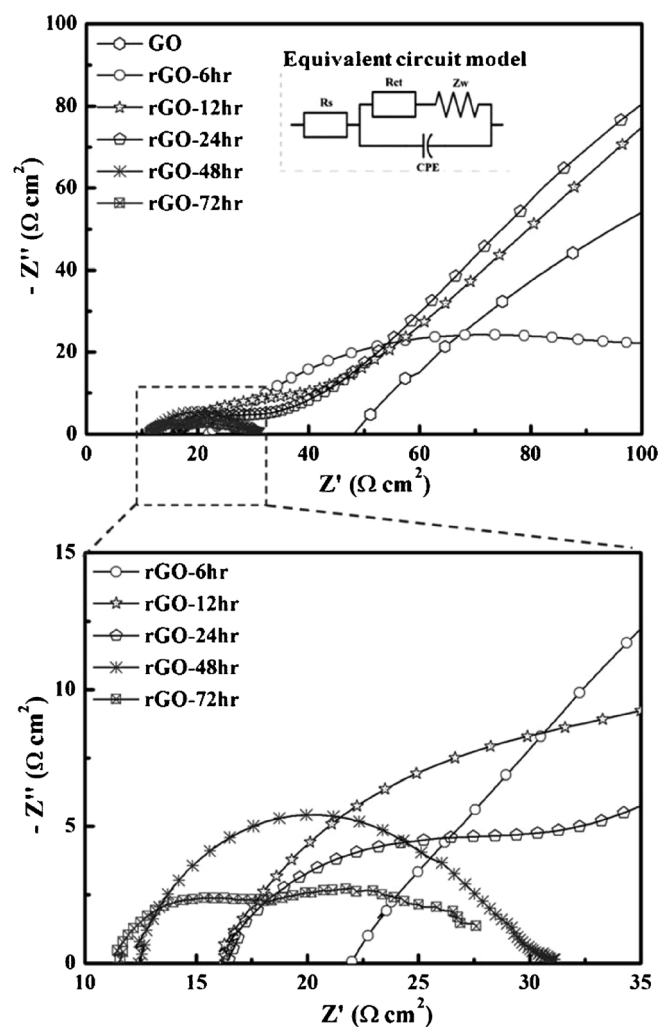 100
80
60
40
20
0
- Z'' (Ω cm²)
GO
rGO-6hr
rGO-12hr
rGO-24hr
rGO-48hr
rGO-72hr
Equivalent circuit model
Rs
Rct
Zw
CPE
0 20 40 60 80 100
Z' (Ω cm²)
15
10
5
0
- Z'' (Ω cm²)
rGO-6hr
rGO-12hr
rGO-24hr
rGO-48hr
rGO-72hr
10 15 20 25 30 35
Z' (Ω cm²)